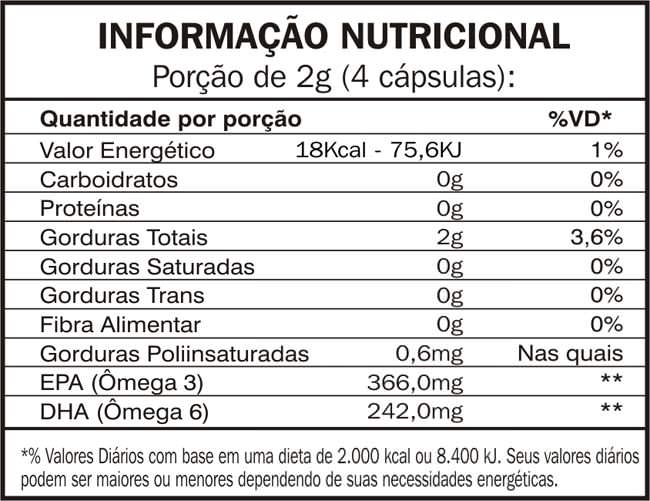 INFORMAÇÃO NUTRICIONAL
Porção de 2g (4 cápsulas):
Quantidade por porção %VD*
Valor Energético 18Kcal - 75,6KJ 1%
Carboidratos 0g 0%
Proteínas 0g 0%
Gorduras Totais 2g 3,6%
Gorduras Saturadas 0g 0%
Gorduras Trans 0g 0%
Fibra Alimentar 0g 0%
Gorduras Poliinsaturadas 0,6mg Nas quais
EPA (Ômega 3) 366,0mg **
DHA (Ômega 6) 242,0mg **
*% Valores Diários com base em uma dieta de 2.000 kcal ou 8.400 kJ. Seus valores diários
podem ser maiores ou menores dependendo de suas necessidades energéticas.